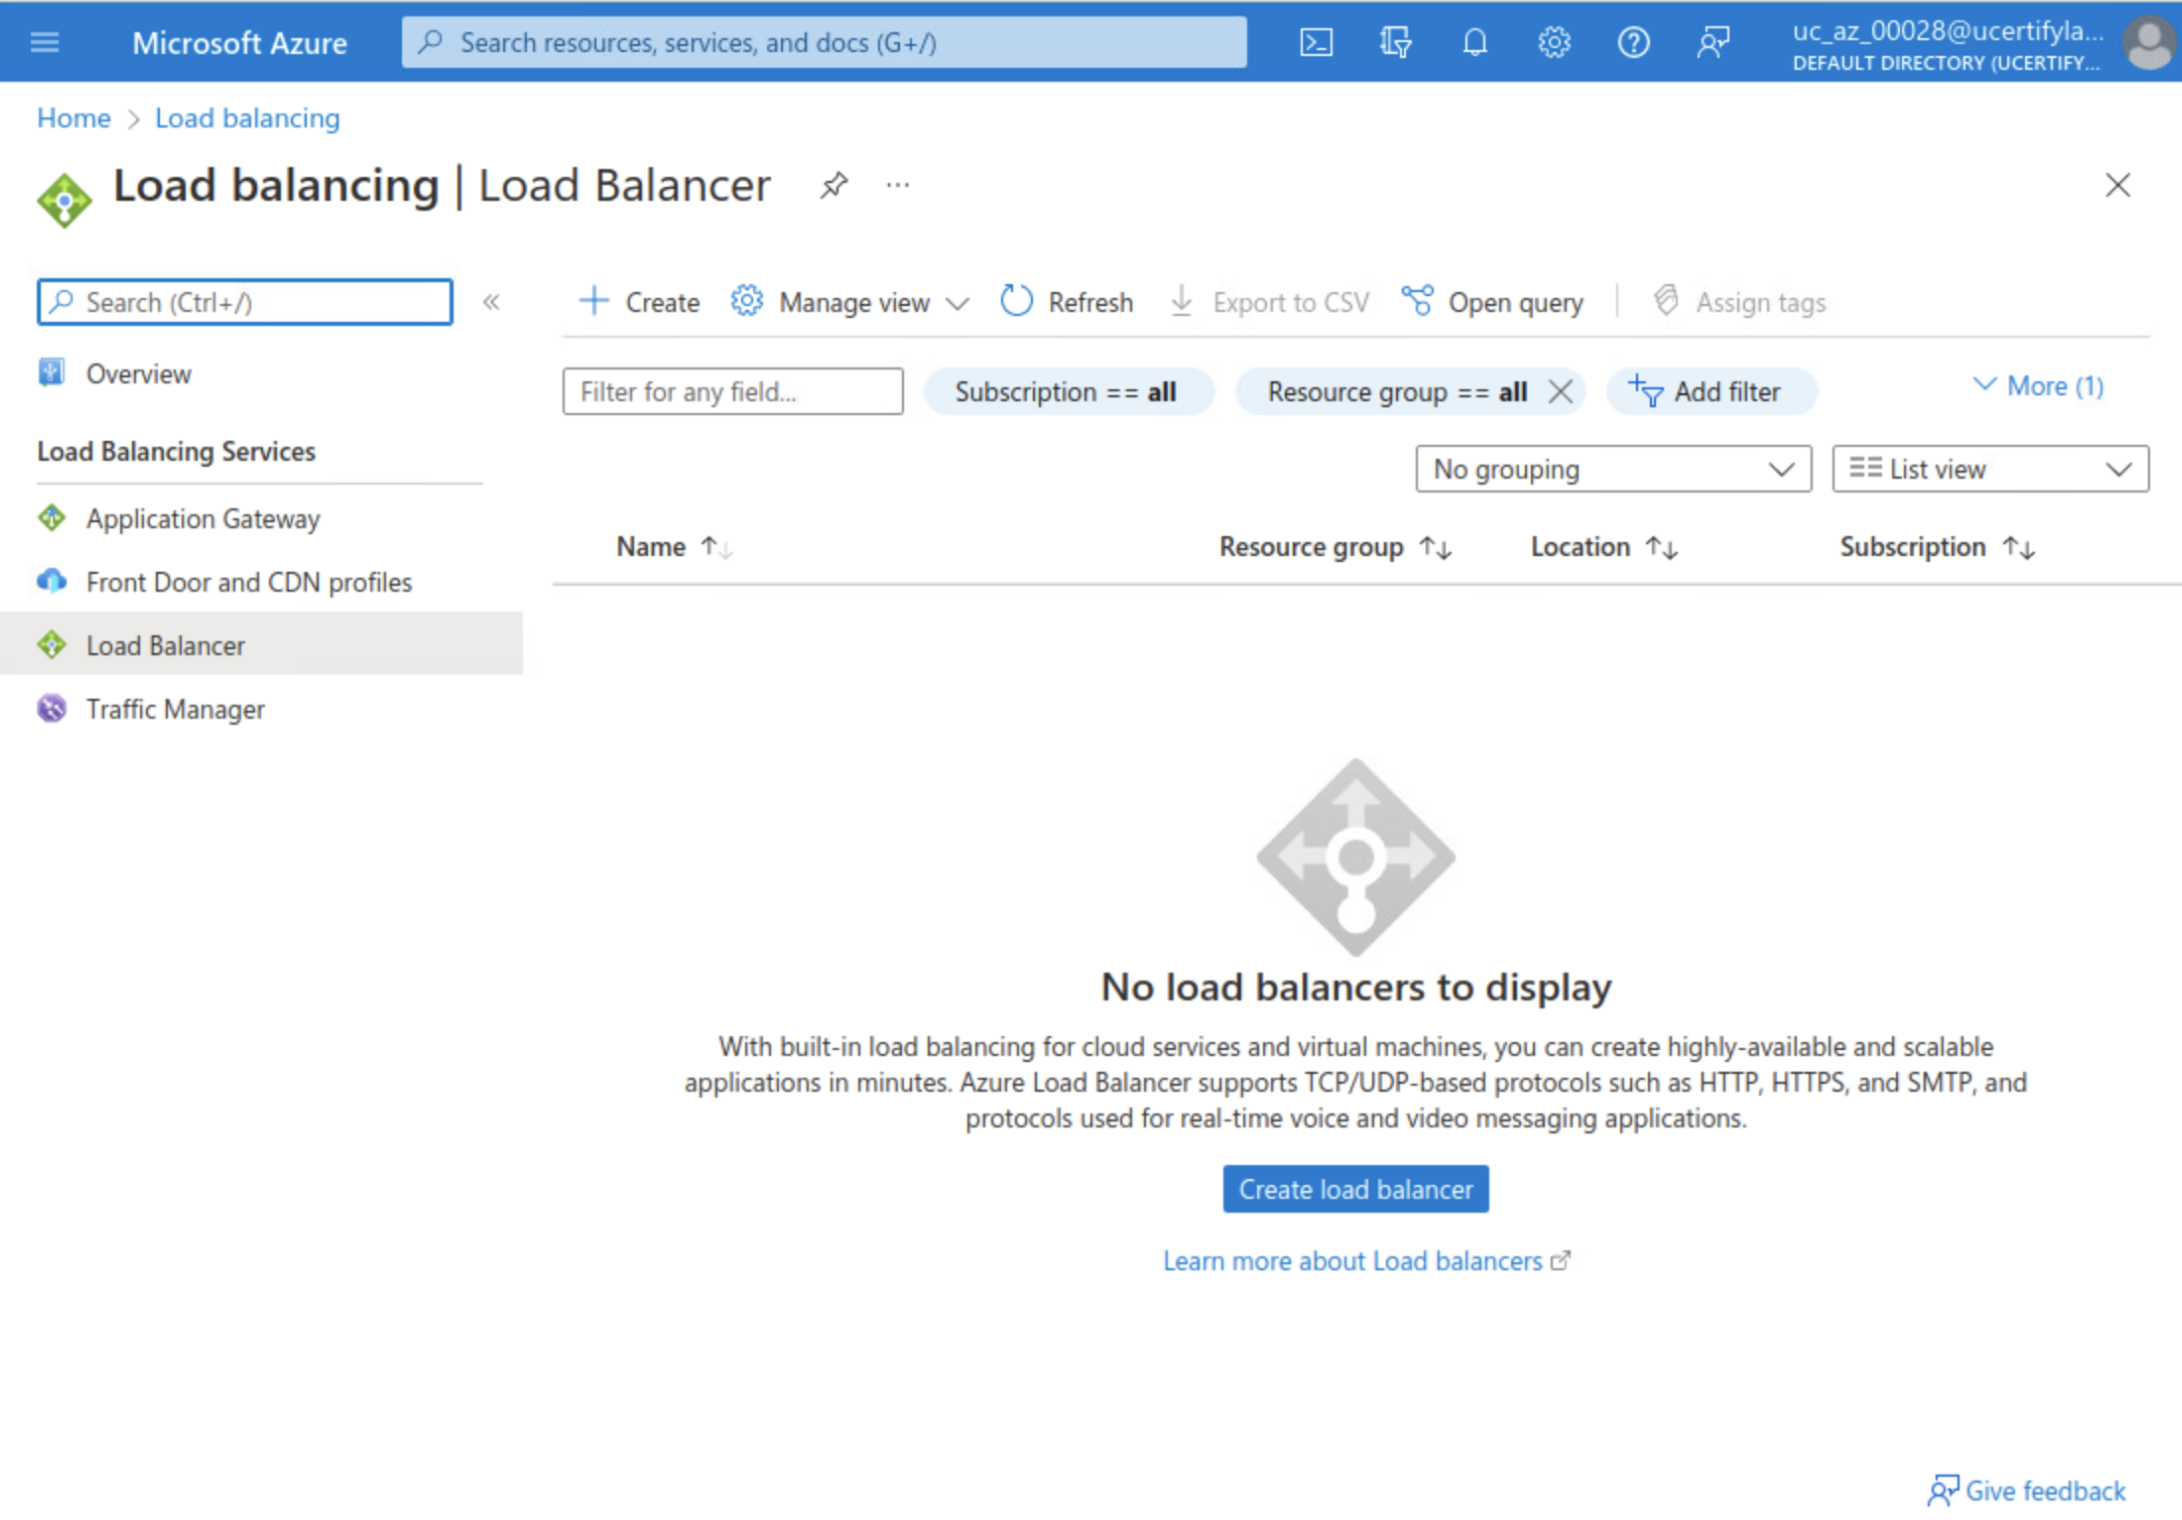 Microsoft Azure
Search resources, services, and docs (G+/)
uc_az_00028@ucertifyla...
DEFAULT DIRECTORY (UCERTIFY...
Home > Load balancing
Load balancing | Load Balancer ...
Search (Ctrl+/)
Overview
Load Balancing Services
Application Gateway
Front Door and CDN profiles
Load Balancer
Traffic Manager
Create Manage view Refresh Export to CSV Open query Assign tags
Filter for any field... Subscription == all Resource group == all Add filter More (1)
No grouping List view
Name Resource group Location Subscription
No load balancers to display
With built-in load balancing for cloud services and virtual machines, you can create highly-available and scalable
applications in minutes. Azure Load Balancer supports TCP/UDP-based protocols such as HTTP, HTTPS, and SMTP, and
protocols used for real-time voice and video messaging applications.
Create load balancer
Learn more about Load balancers
Give feedback